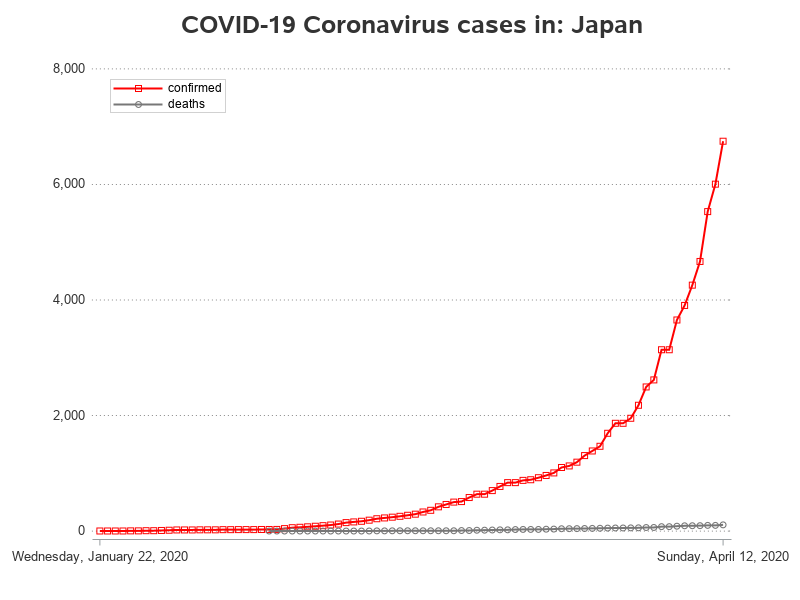 COVID-19 Coronavirus cases in: Japan
8,000
confirmed
deaths
6,000
4,000
2,000
0
Wednesday, January 22, 2020
Sunday, April 12, 2020